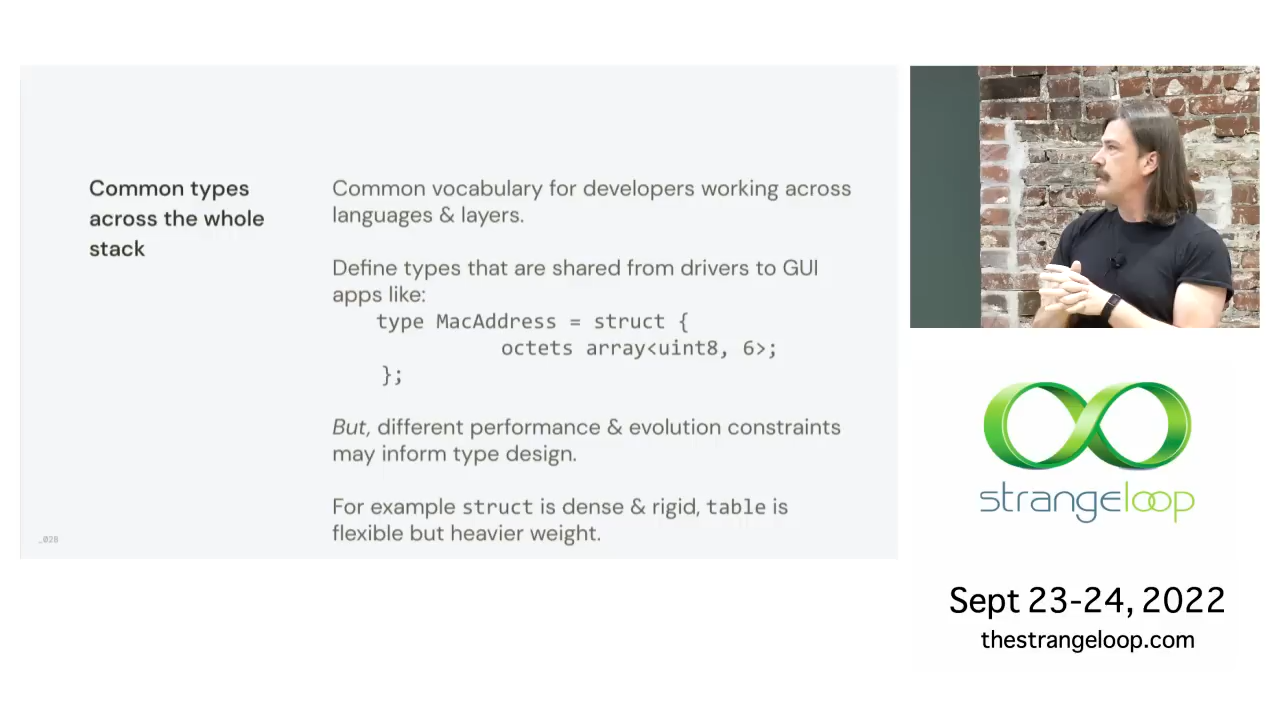 Common types
across the whole
stack
Common vocabulary for developers working across
languages & layers.
Define types that are shared from drivers to GUI
apps like:
type MacAddress = struct {
octets array<uint8, 6>;
};
But, different performance & evolution constraints
may inform type design.
For example struct is dense & rigid, table is
flexible but heavier weight.
_028
strangeloop
Sept 23-24, 2022
thestrangeloop.com